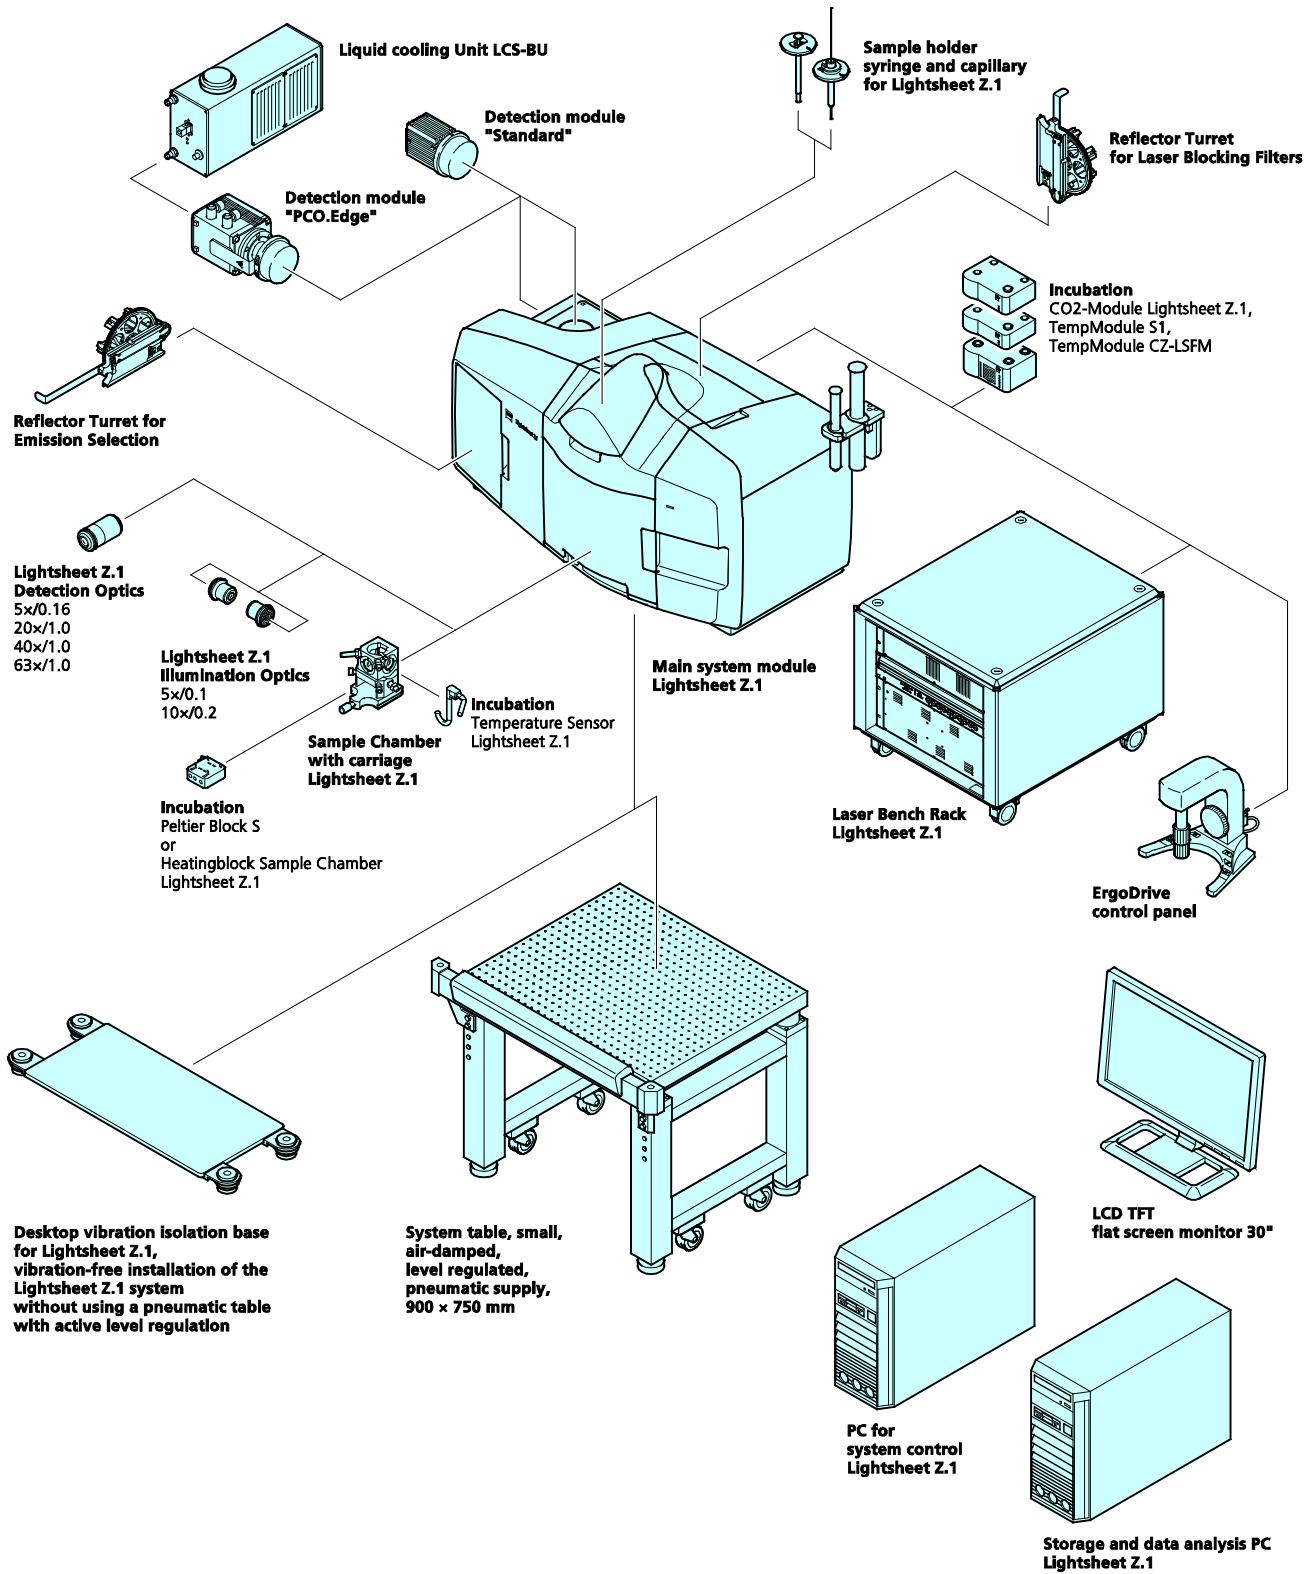 Liquid cooling Unit LCS-BU
Sample holder
syringe and capillary
for Lightsheet Z.1
Detection module
"Standard"
Reflector Turret
for Laser Blocking Filters
Detection module
"PCO.Edge"
Incubation
CO2-Module Lightsheet Z.1,
TempModule S1,
TempModule CZ-LSFM
Reflector Turret for
Emission Selection
Lightsheet Z.1
Detection Optics
5×/0.16
20×/1.0
40×/1.0
63×/1.0
Lightsheet Z.1
Illumination Optics
5×/0.1
10×/0.2
Main system module
Lightsheet Z.1
Incubation
Temperature Sensor
Lightsheet Z.1
Sample Chamber
with carriage
Lightsheet Z.1
Incubation
Peltier Block S
or
Heatingblock Sample Chamber
Lightsheet Z.1
Laser Bench Rack
Lightsheet Z.1
ErgoDrive
control panel
LCD TFT
flat screen monitor 30"
Desktop vibration isolation base
for Lightsheet Z.1,
vibration-free installation of the
Lightsheet Z.1 system
without using a pneumatic table
with active level regulation
System table, small,
air-damped,
level regulated,
pneumatic supply,
900 × 750 mm
PC for
system control
Lightsheet Z.1
Storage and data analysis PC
Lightsheet Z.1